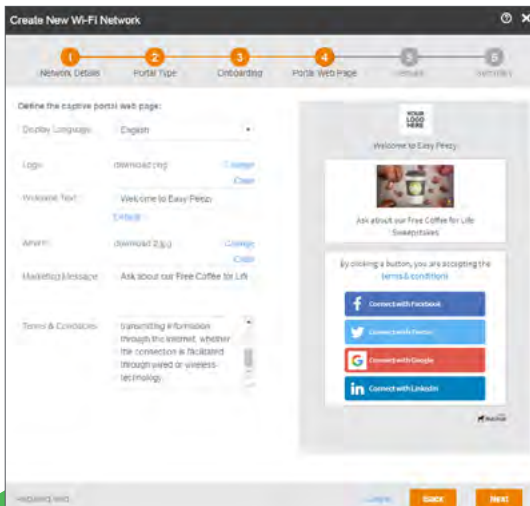 Create New Wi-Fi Network
1 2 3 4 5 6
Network Details Portal Type Onboarding Portal Web Page
Define the captive portal web page:
Display Language: English
Logo: download.png Change
Clear
Welcome Text: Welcome to Easy Peezy
Default
download 2.jpg Change
Clear
Marketing Message: Ask about our Free Coffee for Lif
Terms & Conditions: transmitting information
through the internet, whether
the connection is facilitated
through wired or wireless
technology.
YOUR
LOGO
HERE
Welcome to Easy Peezy
Ask about our Free Coffee for Life
Sweepstakes
By clicking a button, you are accepting the
terms & conditions
Connect with Facebook
Connect with Twitter
Connect with Google
Connect with LinkedIn
Back Next